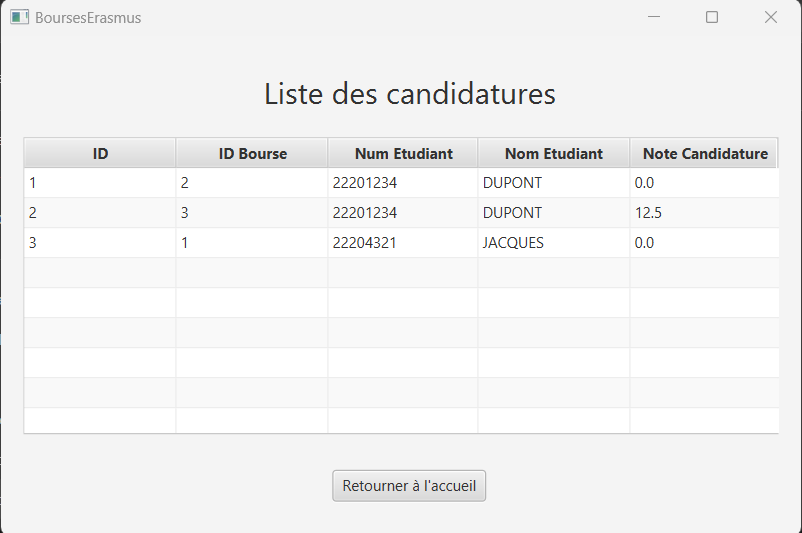 BoursesErasmus
Liste des candidatures
ID ID Bourse Num Etudiant Nom Etudiant Note Candidature
1 2 22201234 DUPONT 0.0
2 3 22201234 DUPONT 12.5
3 1 22204321 JACQUES 0.0
Retourner à l'accueil